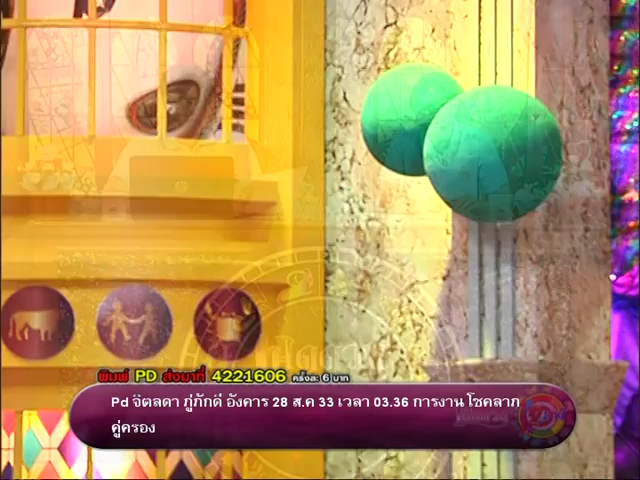 พิมพ์ PD ส่งมาที่ 4221606 ครั้งละ 6 บาท
Pd จิตลดา ภู่ภักดี อังคาร 28 ส.ค 33 เวลา 03.36 การงาน โชคลาภ
คู่ครอง